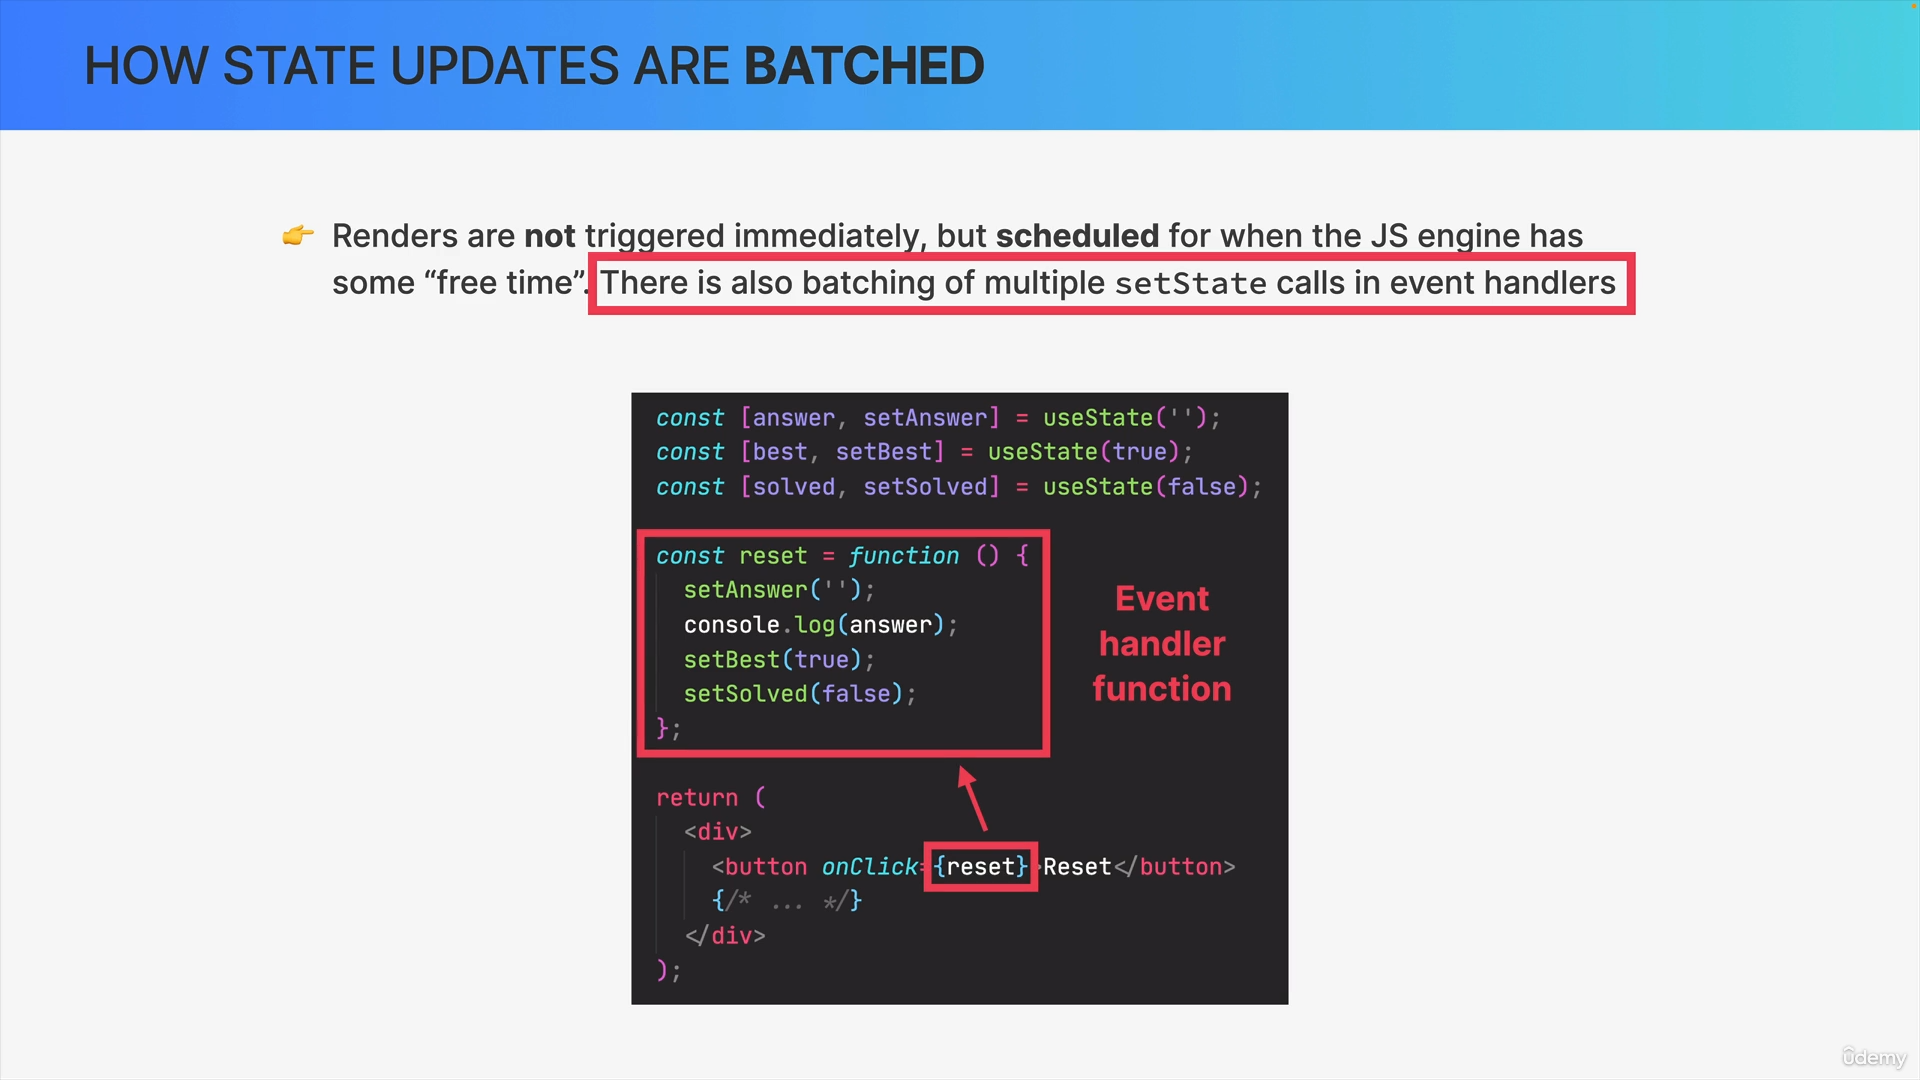 HOW STATE UPDATES ARE BATCHED
👉 Renders are not triggered immediately, but scheduled for when the JS engine has
some “free time”. There is also batching of multiple setState calls in event handlers
const [answer, setAnswer] = useState('');
const [best, setBest] = useState(true);
const [solved, setSolved] = useState(false);
const reset = function () {
setAnswer('');
console.log(answer);
setBest(true);
setSolved(false);
};
Event
handler
function
return (
<div>
<button onClick={reset}>Reset</button>
{/* ... */}
</div>
);
ûdemy